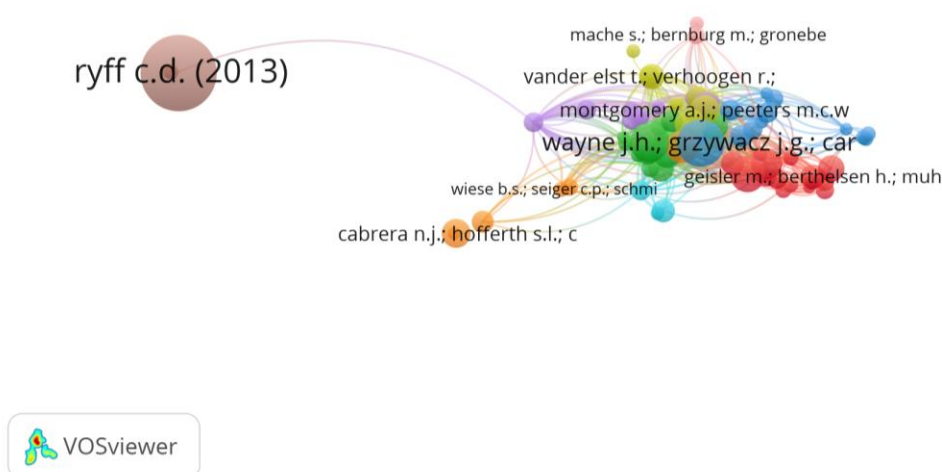 mache s.; bernburg m.; gronebe
ryff c.d. (2013)
vander elst t.; verhoogen r.;
montgomery a.j.; peeters m.c.w
wayne j.h.; grzywacz j.g.; car
geisler m.; berthelsen h.; muh
wiese b.s.; seiger c.p.; schmi
cabrera n.j.; hofferth s.l.; c
VOSviewer